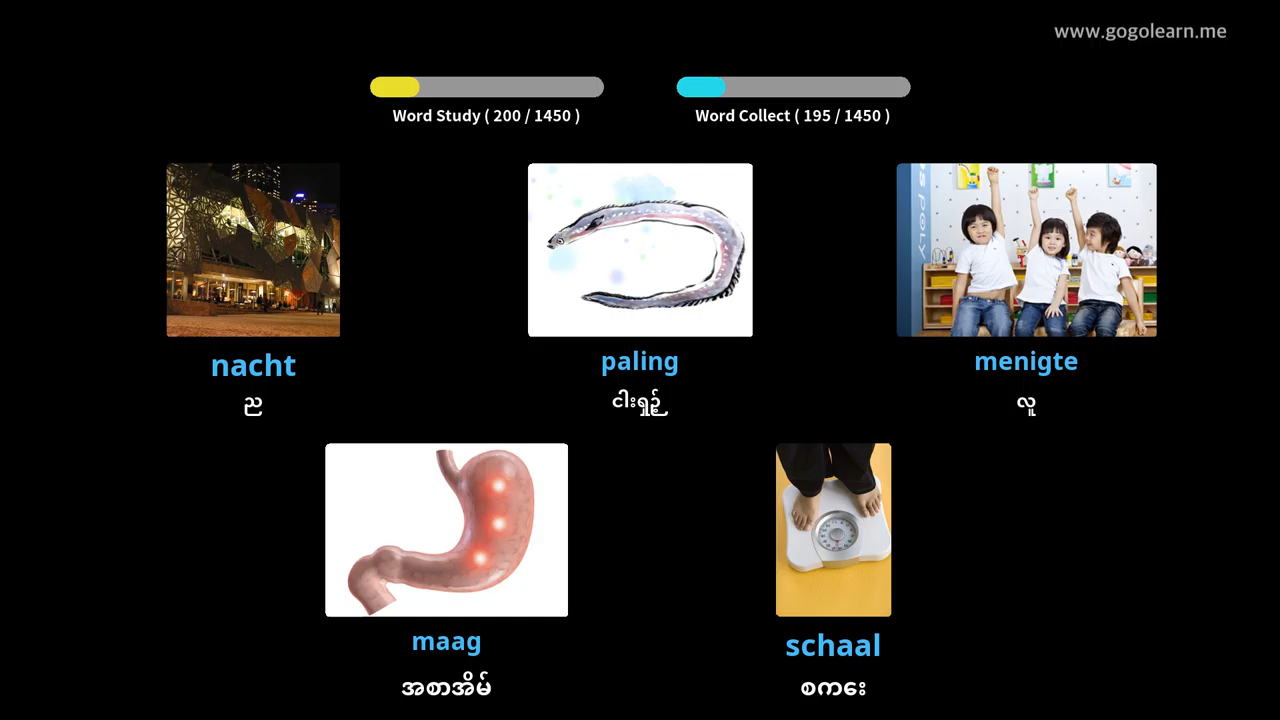 www.gogolearn.me
Word Study ( 200 / 1450 )
Word Collect ( 195 / 1450 )
nacht
ည
paling
ငါးရှဉ့်
menigte
လူ
maag
အစာအိမ်
schaal
စကေး